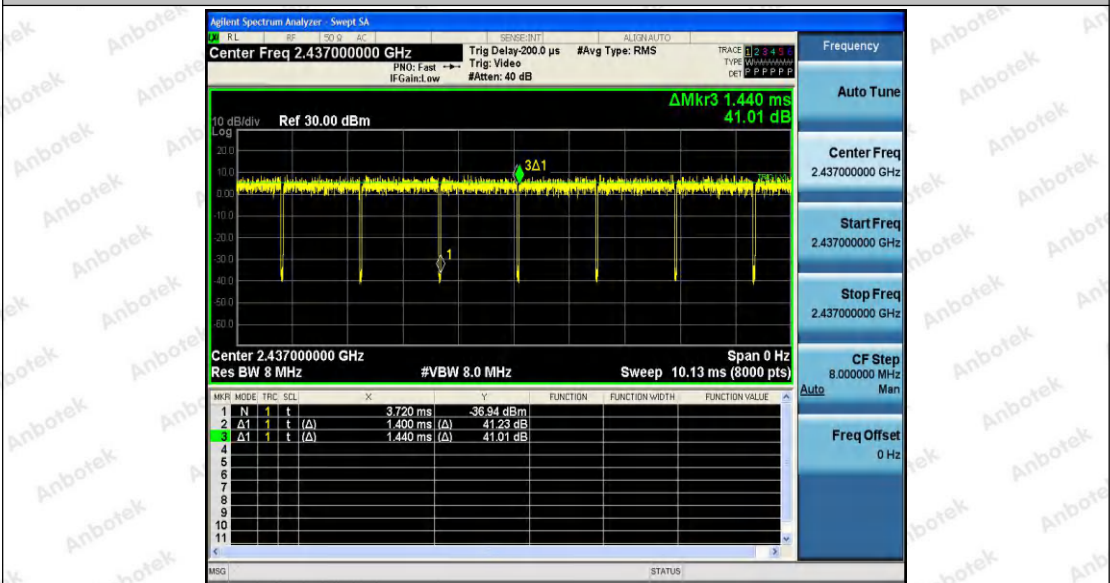 Agilent Spectrum Analyzer - Swept SA
RL RF 50 Ω AC SENSE:INT ALIGN AUTO
Center Freq 2.437000000 GHz
PNO: Fast
IFGain:Low
Trig Delay-200.0 µs
Trig: Video
#Atten: 40 dB
#Avg Type: RMS
TRACE 1 2 3 4 5 6
TYPE
DET P P P P P P
ΔMkr3 1.440 ms
41.01 dB
10 dB/div Ref 30.00 dBm
Log
20.0
10.0
0.00
-10.0
-20.0
-30.0
-40.0
-50.0
-60.0
3Δ1
1
Center 2.437000000 GHz Span 0 Hz
Res BW 8 MHz #VBW 8.0 MHz Sweep 10.13 ms (8000 pts)
MKR MODE TRC SCL X Y FUNCTION FUNCTION WIDTH FUNCTION VALUE
1 N 1 t 3.720 ms -36.94 dBm
2 Δ1 1 t (Δ) 1.400 ms (Δ) 41.23 dB
3 Δ1 1 t (Δ) 1.440 ms (Δ) 41.01 dB
4
5
6
7
8
9
10
11
MSG STATUS
Frequency
Auto Tune
Center Freq
2.437000000 GHz
Start Freq
2.437000000 GHz
Stop Freq
2.437000000 GHz
CF Step
8.000000 MHz
Auto Man
Freq Offset
0 Hz
Anbotek